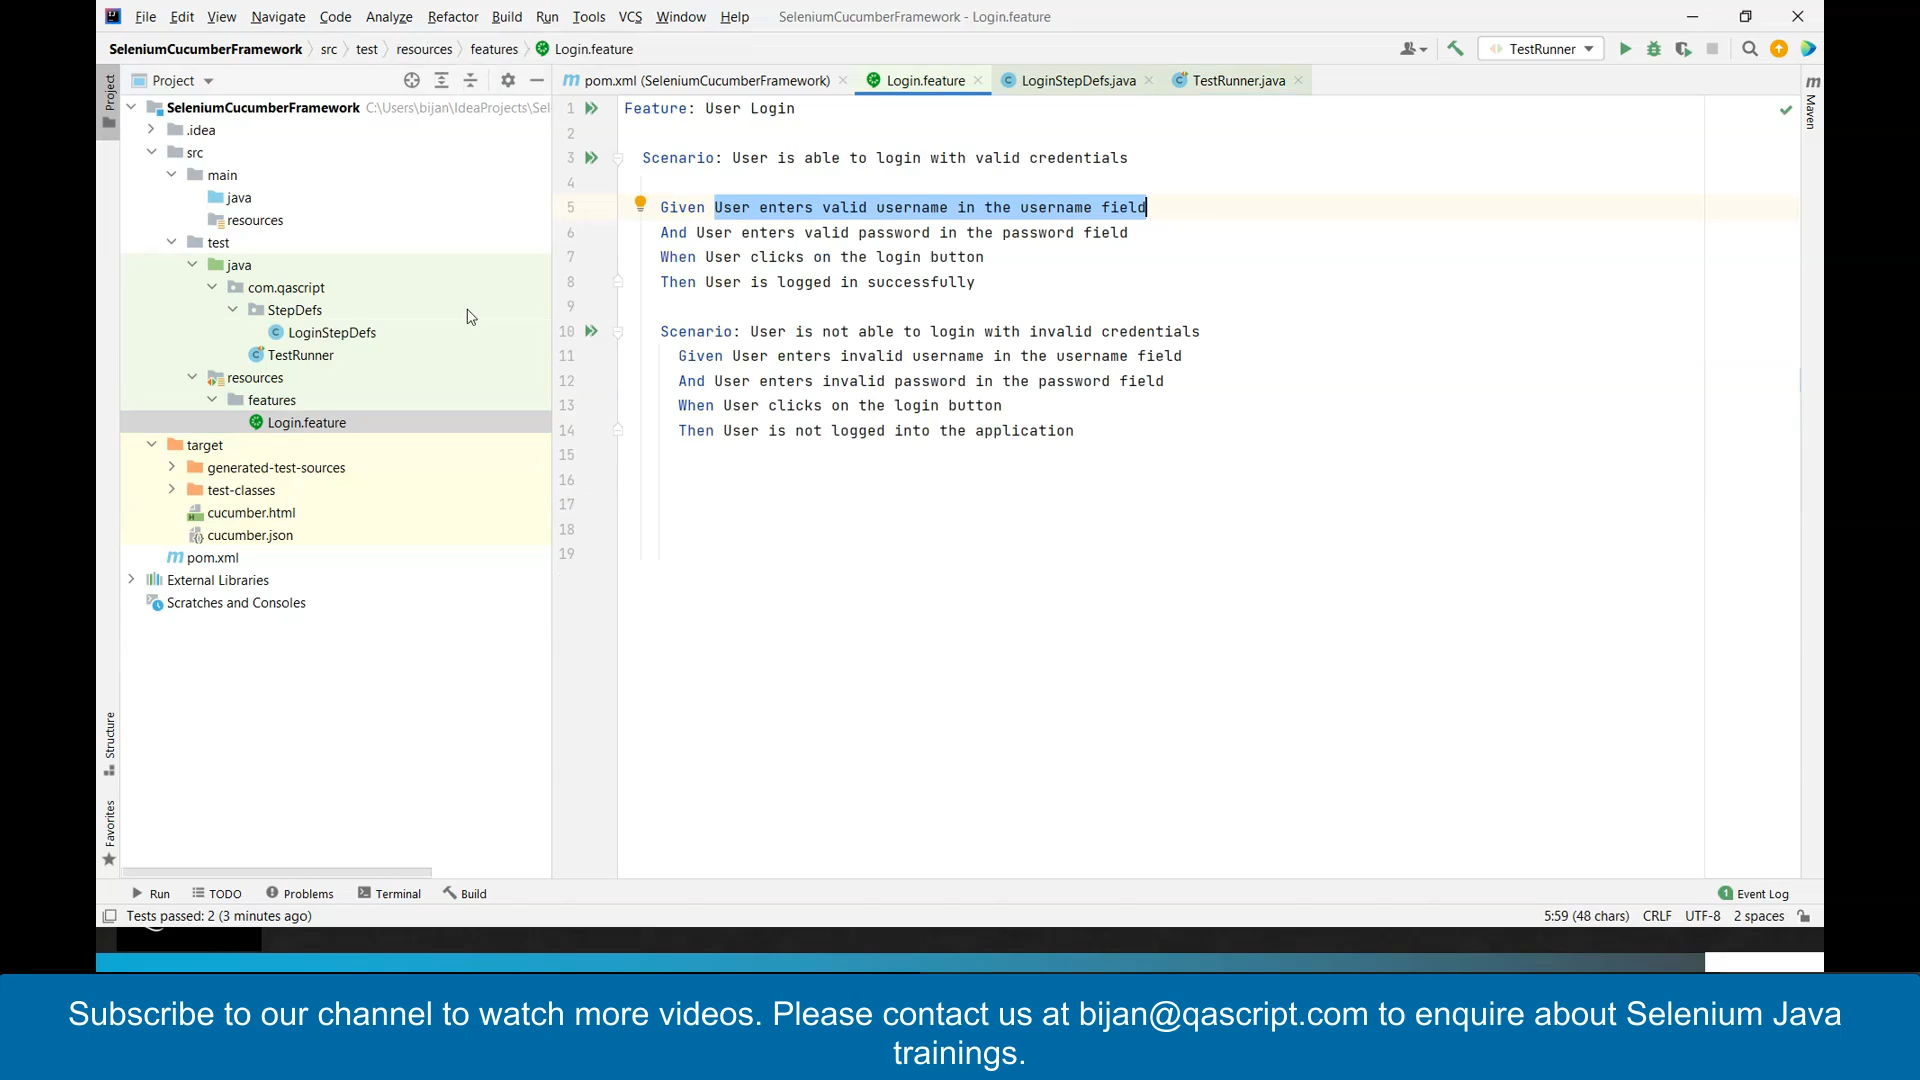 File Edit View Navigate Code Analyze Refactor Build Run Tools VCS Window Help SeleniumCucumberFramework - Login.feature
SeleniumCucumberFramework src test resources features Login.feature TestRunner
Project
pom.xml (SeleniumCucumberFramework) Login.feature LoginStepDefs.java TestRunner.java
Project
Maven
SeleniumCucumberFramework C:\Users\bijan\IdeaProjects\Sel
.idea
src
main
java
resources
test
java
com.qascript
StepDefs
LoginStepDefs
TestRunner
resources
features
Login.feature
target
generated-test-sources
test-classes
cucumber.html
cucumber.json
pom.xml
External Libraries
Scratches and Consoles
1 Feature: User Login
2
3 Scenario: User is able to login with valid credentials
4
5 Given User enters valid username in the username field
6 And User enters valid password in the password field
7 When User clicks on the login button
8 Then User is logged in successfully
9
10 Scenario: User is not able to login with invalid credentials
11 Given User enters invalid username in the username field
12 And User enters invalid password in the password field
13 When User clicks on the login button
14 Then User is not logged into the application
15
16
17
18
19
Structure
Favorites
Run TODO Problems Terminal Build 1 Event Log
Tests passed: 2 (3 minutes ago) 5:59 (48 chars) CRLF UTF-8 2 spaces
Subscribe to our channel to watch more videos. Please contact us at bijan@qascript.com to enquire about Selenium Java
trainings.